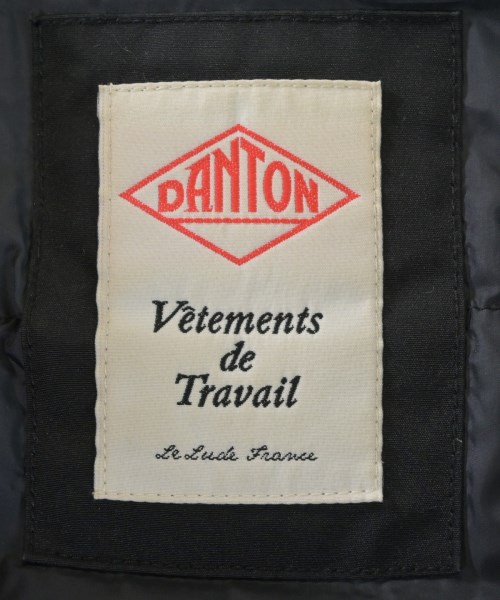 DANTON
Vêtements
de
Travail
Le Lude France